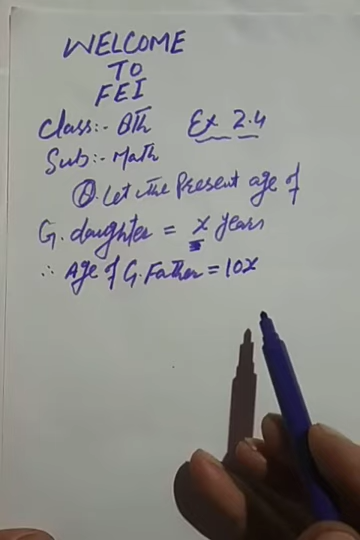 WELCOME
TO
FEI
Class:- 8th Ex 2.4
Sub:- Math
Q. Let the Present age of
G. daughter = x years
∴ Age of G. Father = 10x